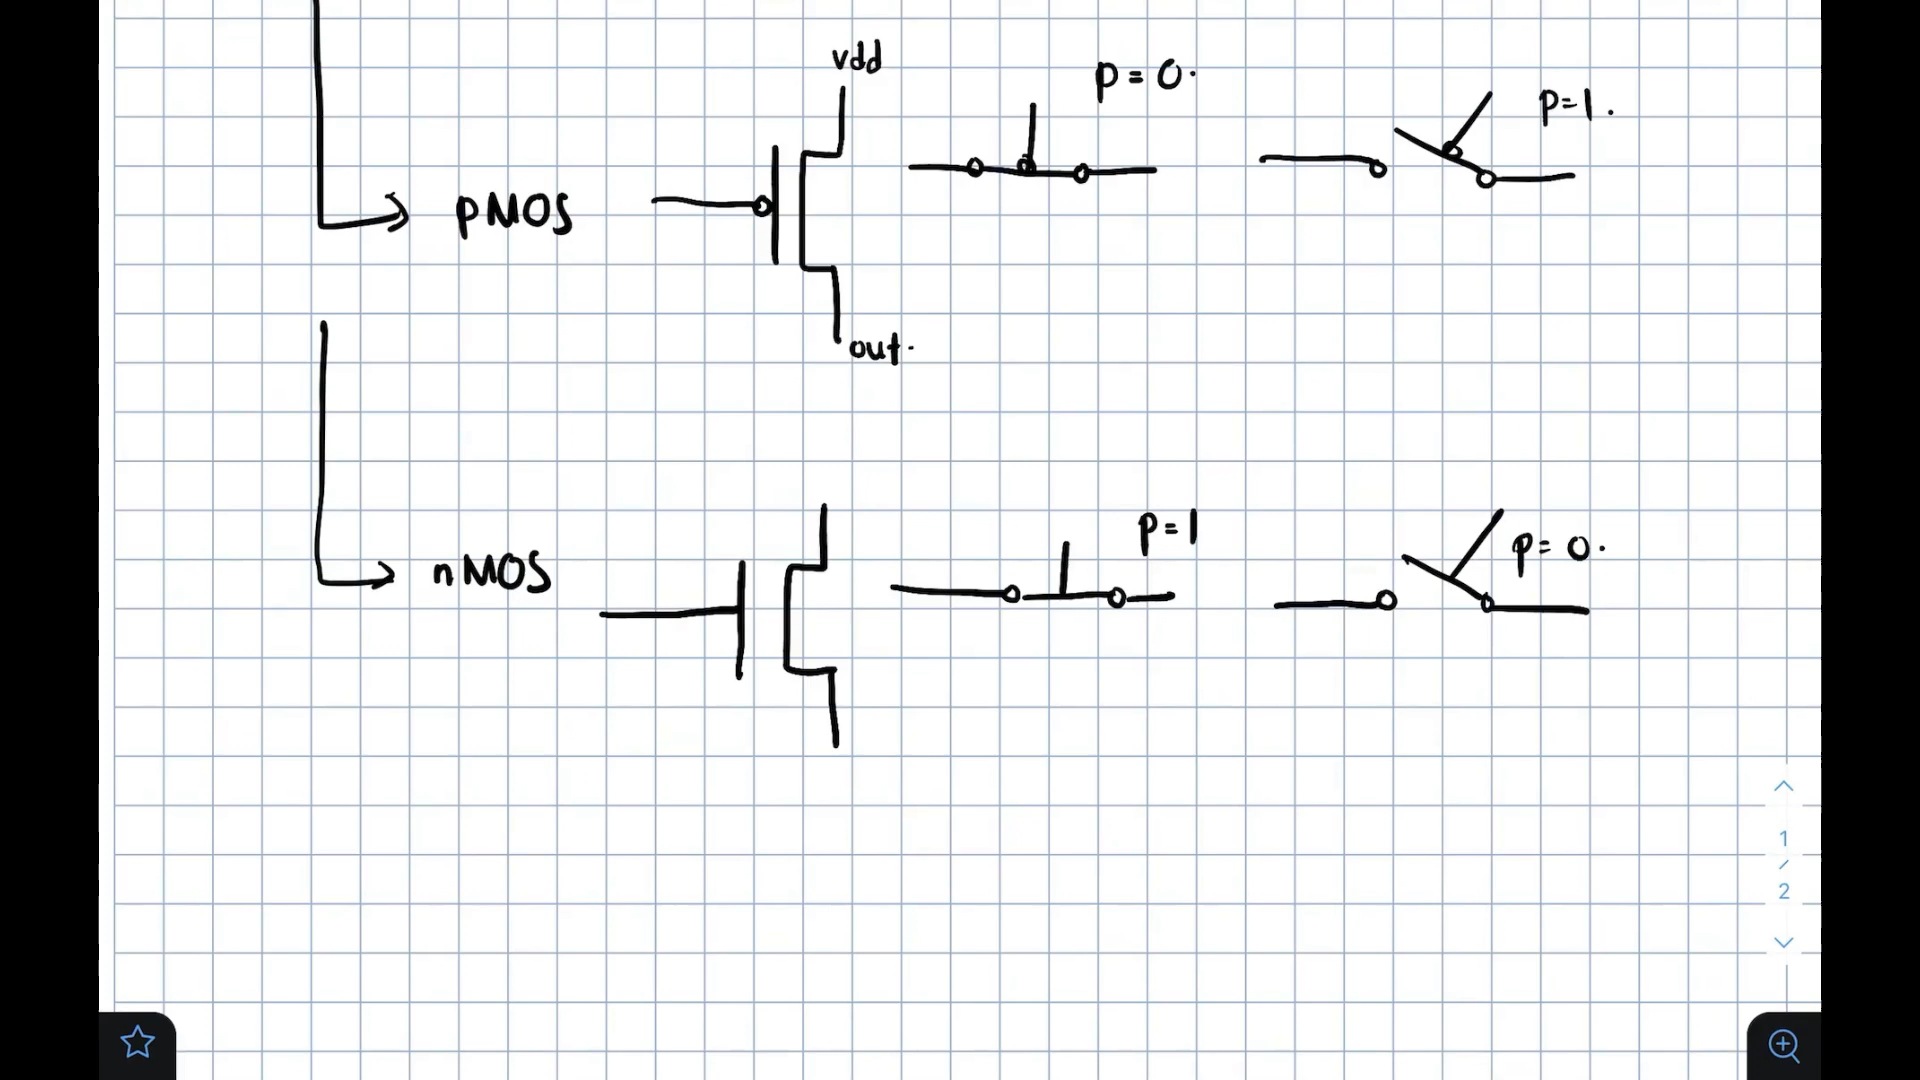 vdd
p = 0.
p=1.
pMOS
out.
p=1
p= 0.
nMOS
1
/
2